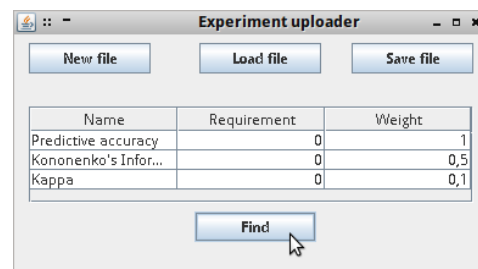 Experiment uploader
New file Load file Save file
Name Requirement Weight
Predictive accuracy 0 1
Kononenko's Infor... 0 0,5
Kappa 0 0,1
Find